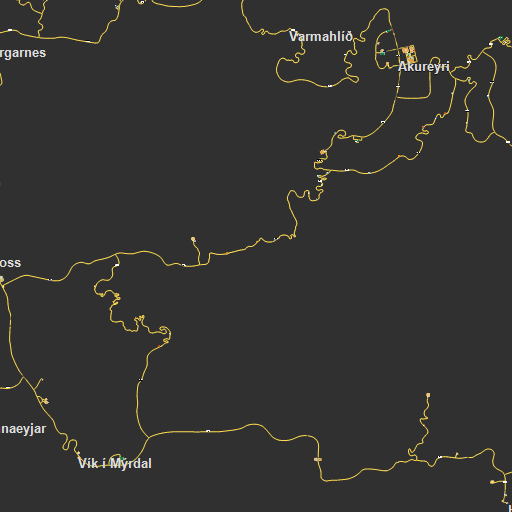 Varmahlíð
rgarnes
Akureyri
oss
naeyjar
Vík í Mýrdal